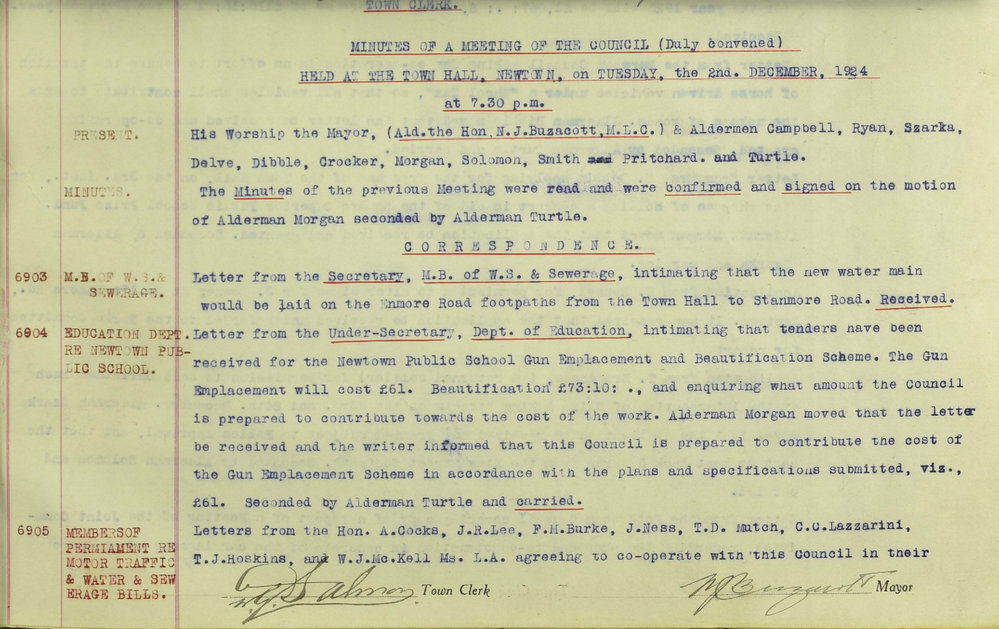 TOWN CLERK.
MINUTES OF A MEETING OF THE COUNCIL (Duly convened)
HELD AT THE TOWN HALL, NEWTOWN, on TUESDAY, the 2nd. DECEMBER, 1924
at 7.30 p.m.
PRESENT. His Worship the Mayor, (Ald.the Hon.N.J.Buzacott,M.L.C.) & Aldermen Campbell, Ryan, Szarka,
Delve, Dibble, Crocker, Morgan, Solomon, Smith and Pritchard. and Turtle.
MINUTES. The Minutes of the previous Meeting were read and were confirmed and signed on the motion
of Alderman Morgan seconded by Alderman Turtle.
CORRESPONDENCE.
6903 M.B.OF W.S.& Letter from the Secretary, M.B. of W.S. & Sewerage, intimating that the new water main
SEWERAGE. would be laid on the Enmore Road footpaths from the Town Hall to Stanmore Road. Received.
6904 EDUCATION DEPT. Letter from the Under-Secretary, Dept. of Education, intimating that tenders nave been
RE NEWTOWN PUB-
LIC SCHOOL. received for the Newtown Public School Gun Emplacement and Beautification Scheme. The Gun
Emplacement will cost £61. Beautification £73:10: ., and enquiring what amount the Council
is prepared to contribute towards the cost of the work. Alderman Morgan moved that the letter
be received and the writer informed that this Council is prepared to contribute the cost of
the Gun Emplacement Scheme in accordance with the plans and specifications submitted, viz.,
£61. Seconded by Alderman Turtle and carried.
6905 MEMBERSOF Letters from the Hon. A.Cocks, J.R.Lee, F.M.Burke, J.Ness, T.D. Mutch, C.C.Lazzarini,
PERMIAMENT RE T.J.Hoskins, and W.J.Mc.Kell Ms. L.A. agreeing to co-operate with this Council in their
MOTOR TRAFFIC
& WATER & SEW
ERAGE BILLS.
Salmon Town Clerk NJBuzacott Mayor